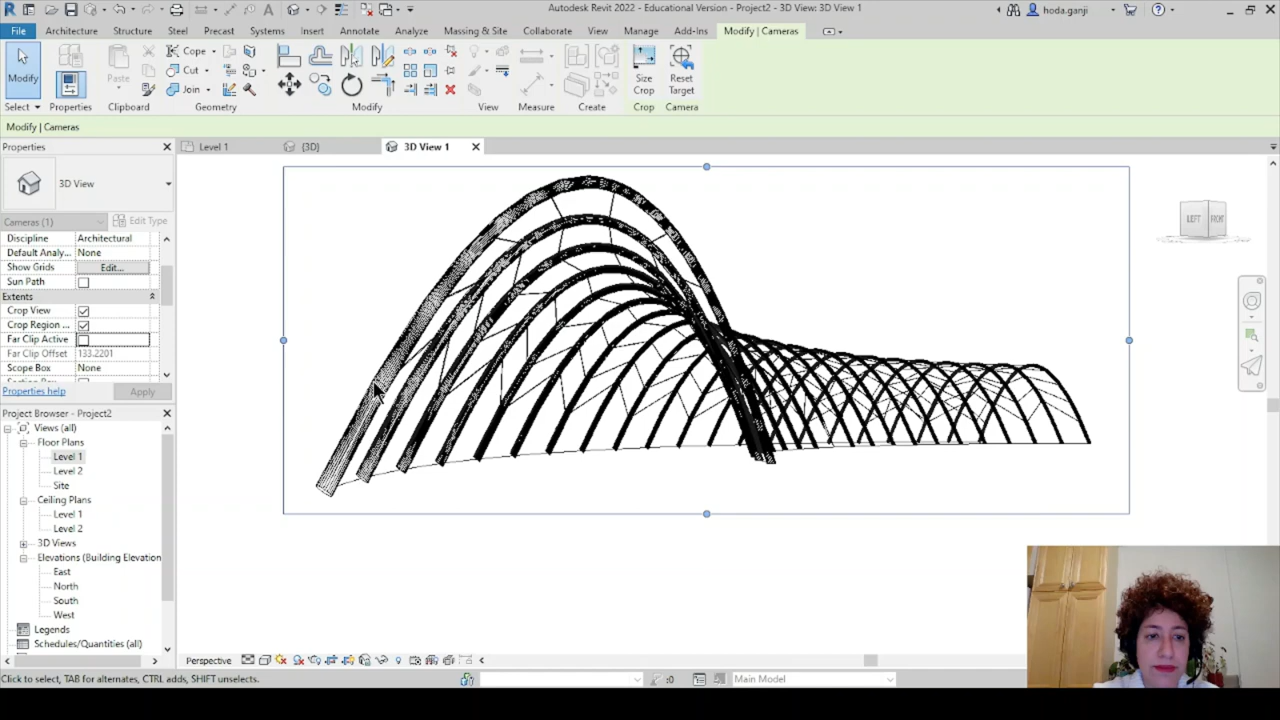 Autodesk Revit 2022 - Educational Version - Project2 - 3D View: 3D View 1
hoda.ganji
File Architecture Structure Steel Precast Systems Insert Annotate Analyze Massing & Site Collaborate View Manage Add-Ins Modify | Cameras
Cope
Modify
Paste
Cut
Join
Size Crop
Reset Target
Select Properties Clipboard Geometry Modify View Measure Create Crop Camera
Modify | Cameras
Properties
Level 1
{3D}
3D View 1
3D View
Cameras (1)
Edit Type
Discipline Architectural
Default Analy... None
Show Grids Edit...
Sun Path
Extents
Crop View
Crop Region ...
Far Clip Active
Far Clip Offset 133.2201
Scope Box None
Properties help
Apply
Project Browser - Project2
Views (all)
Floor Plans
Level 1
Level 2
Site
Ceiling Plans
Level 1
Level 2
3D Views
Elevations (Building Elevation
East
North
South
West
Legends
Schedules/Quantities (all)
LEFT
Perspective
Click to select, TAB for alternates, CTRL adds, SHIFT unselects.
:0
Main Model